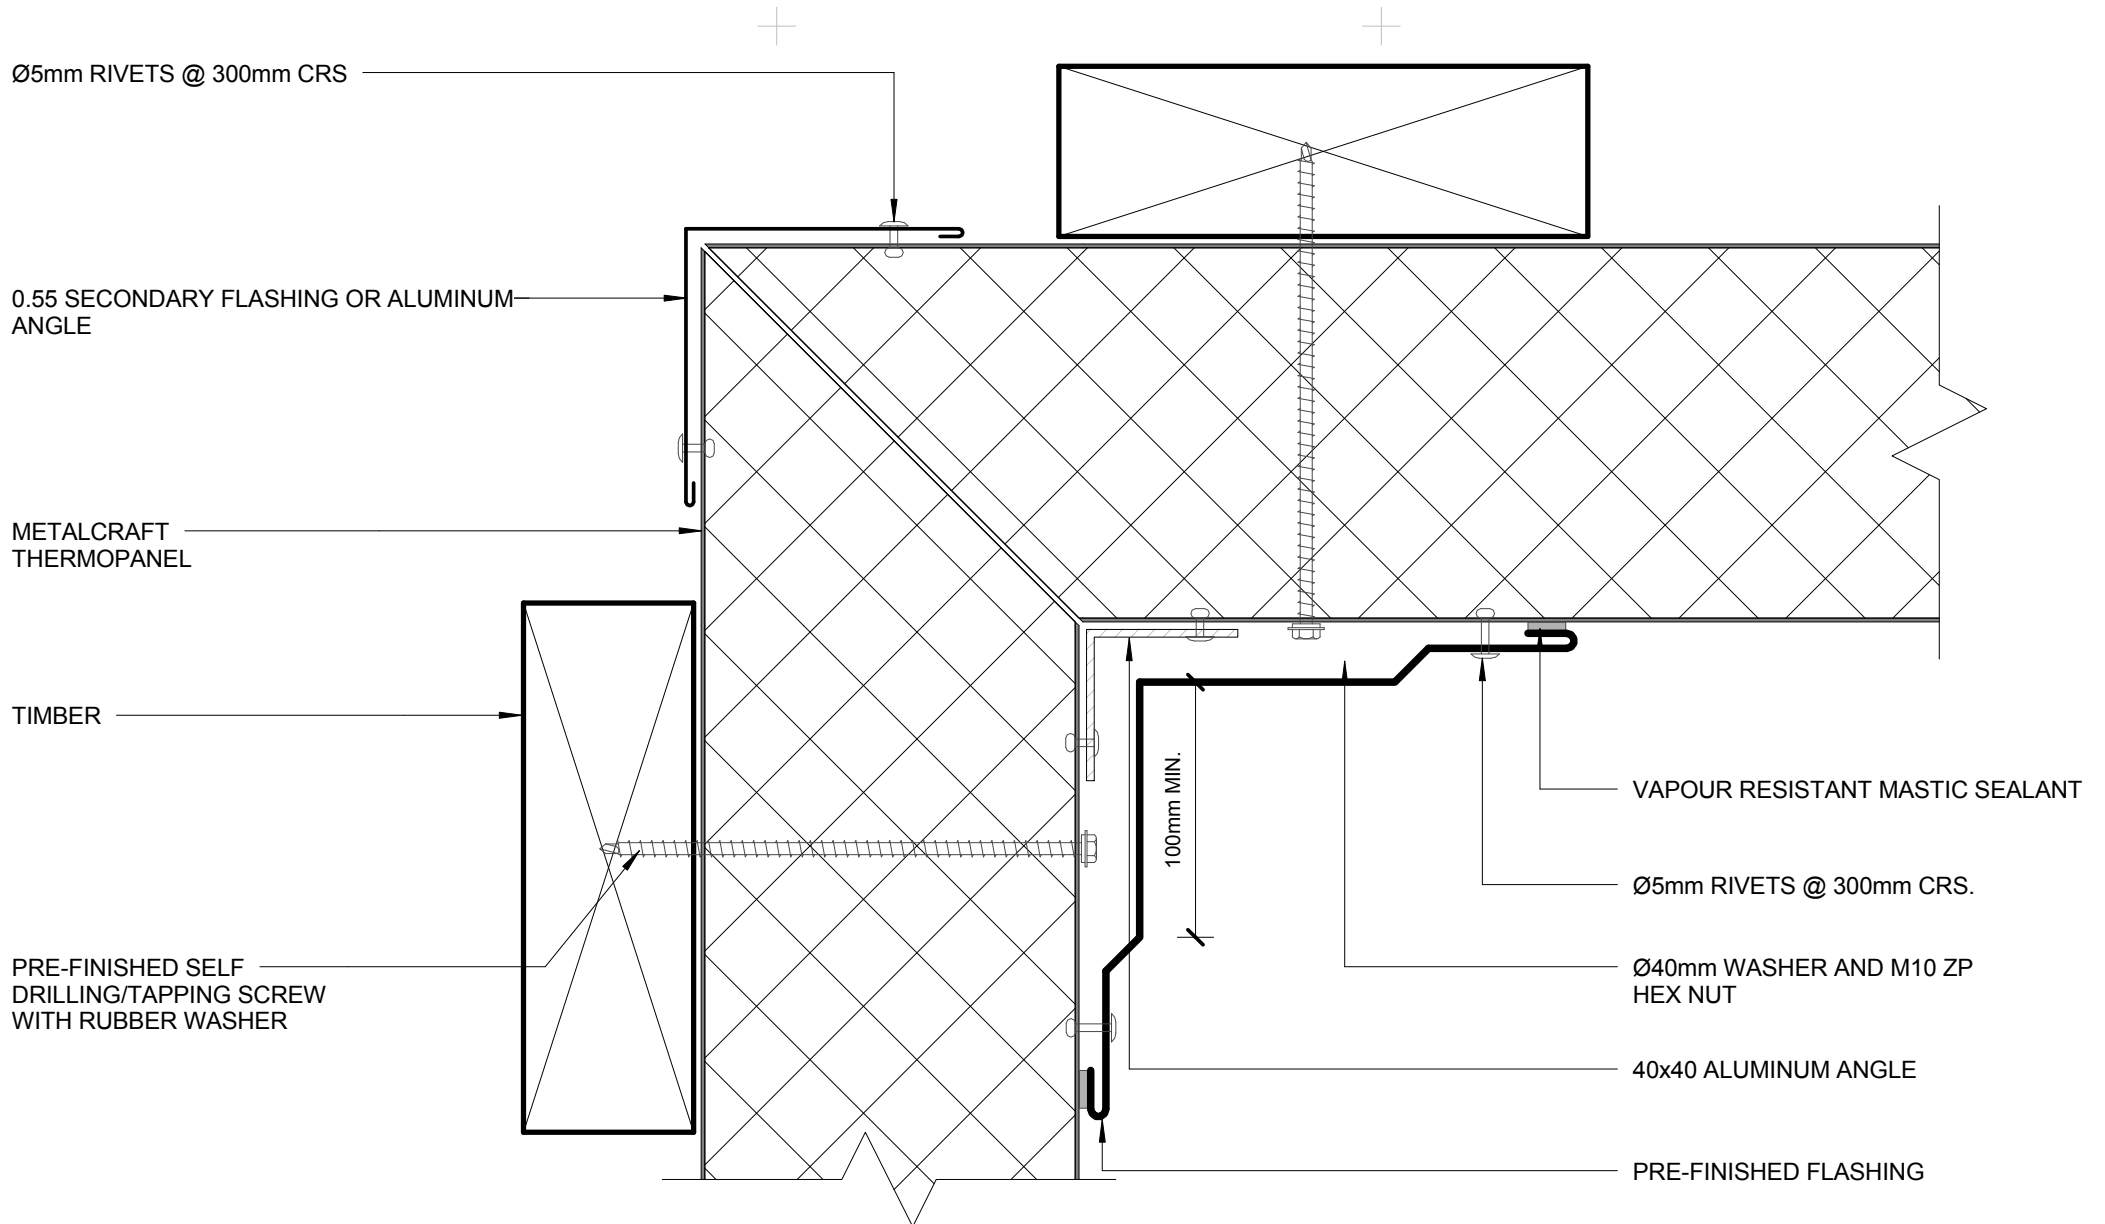 Ø5mm RIVETS @ 300mm CRS
0.55 SECONDARY FLASHING OR ALUMINUM
ANGLE
METALCRAFT
THERMOPANEL
TIMBER
PRE-FINISHED SELF
DRILLING/TAPPING SCREW
WITH RUBBER WASHER
100mm MIN.
VAPOUR RESISTANT MASTIC SEALANT
Ø5mm RIVETS @ 300mm CRS.
Ø40mm WASHER AND M10 ZP
HEX NUT
40x40 ALUMINUM ANGLE
PRE-FINISHED FLASHING